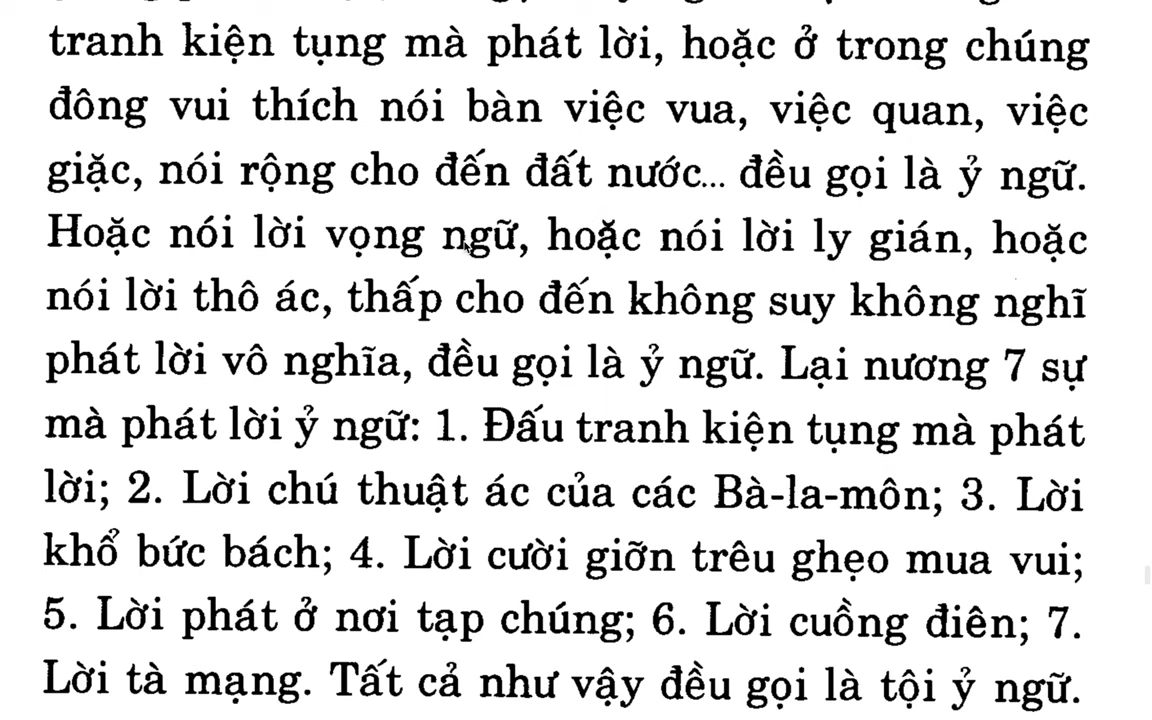 tranh kiện tụng mà phát lời, hoặc ở trong chúng
đông vui thích nói bàn việc vua, việc quan, việc
giặc, nói rộng cho đến đất nước... đều gọi là ỷ ngữ.
Hoặc nói lời vọng ngữ, hoặc nói lời ly gián, hoặc
nói lời thô ác, thấp cho đến không suy không nghĩ
phát lời vô nghĩa, đều gọi là ỷ ngữ. Lại nương 7 sự
mà phát lời ỷ ngữ: 1. Đấu tranh kiện tụng mà phát
lời; 2. Lời chú thuật ác của các Bà-la-môn; 3. Lời
khổ bức bách; 4. Lời cười giỡn trêu ghẹo mua vui;
5. Lời phát ở nơi tạp chúng; 6. Lời cuồng điên; 7.
Lời tà mạng. Tất cả như vậy đều gọi là tội ỷ ngữ.